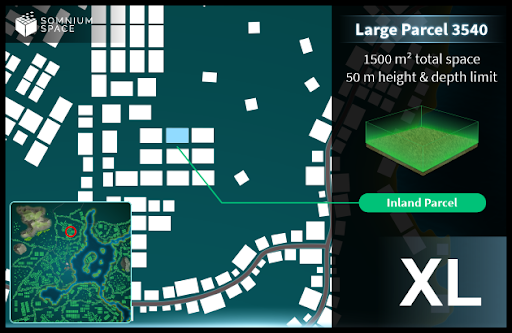 SOMNIUM
SPACE
Large Parcel 3540
1500 m² total space
50 m height & depth limit
Inland Parcel
XL